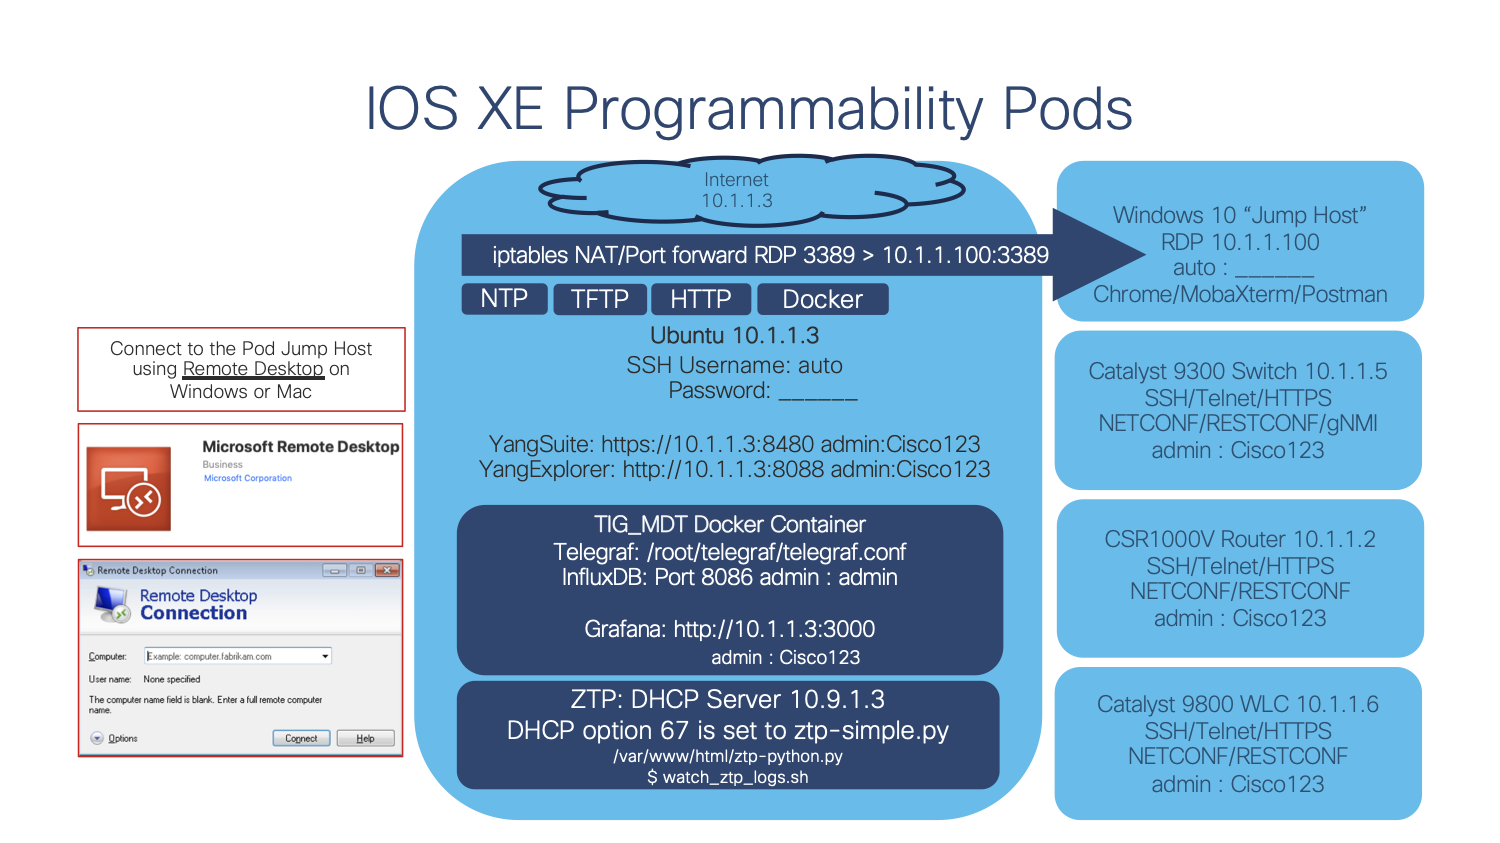 IOS XE Programmability Pods
Connect to the Pod Jump Host
using Remote Desktop on
Windows or Mac
Microsoft Remote Desktop
Business
Microsoft Corporation
Remote Desktop Connection
Remote Desktop
Connection
Computer: Example: computer.fabrikam.com
User name: None specified
The computer name field is blank. Enter a full remote computer
name.
Options Connect Help
Internet
10.1.1.3
iptables NAT/Port forward RDP 3389 > 10.1.1.100:3389
NTP TFTP HTTP Docker
Ubuntu 10.1.1.3
SSH Username: auto
Password: ______
YangSuite: https://10.1.1.3:8480 admin:Cisco123
YangExplorer: http://10.1.1.3:8088 admin:Cisco123
TIG_MDT Docker Container
Telegraf: /root/telegraf/telegraf.conf
InfluxDB: Port 8086 admin : admin
Grafana: http://10.1.1.3:3000
admin : Cisco123
ZTP: DHCP Server 10.9.1.3
DHCP option 67 is set to ztp-simple.py
/var/www/html/ztp-python.py
$ watch_ztp_logs.sh
Windows 10 “Jump Host”
RDP 10.1.1.100
auto : ______
Chrome/MobaXterm/Postman
Catalyst 9300 Switch 10.1.1.5
SSH/Telnet/HTTPS
NETCONF/RESTCONF/gNMI
admin : Cisco123
CSR1000V Router 10.1.1.2
SSH/Telnet/HTTPS
NETCONF/RESTCONF
admin : Cisco123
Catalyst 9800 WLC 10.1.1.6
SSH/Telnet/HTTPS
NETCONF/RESTCONF
admin : Cisco123